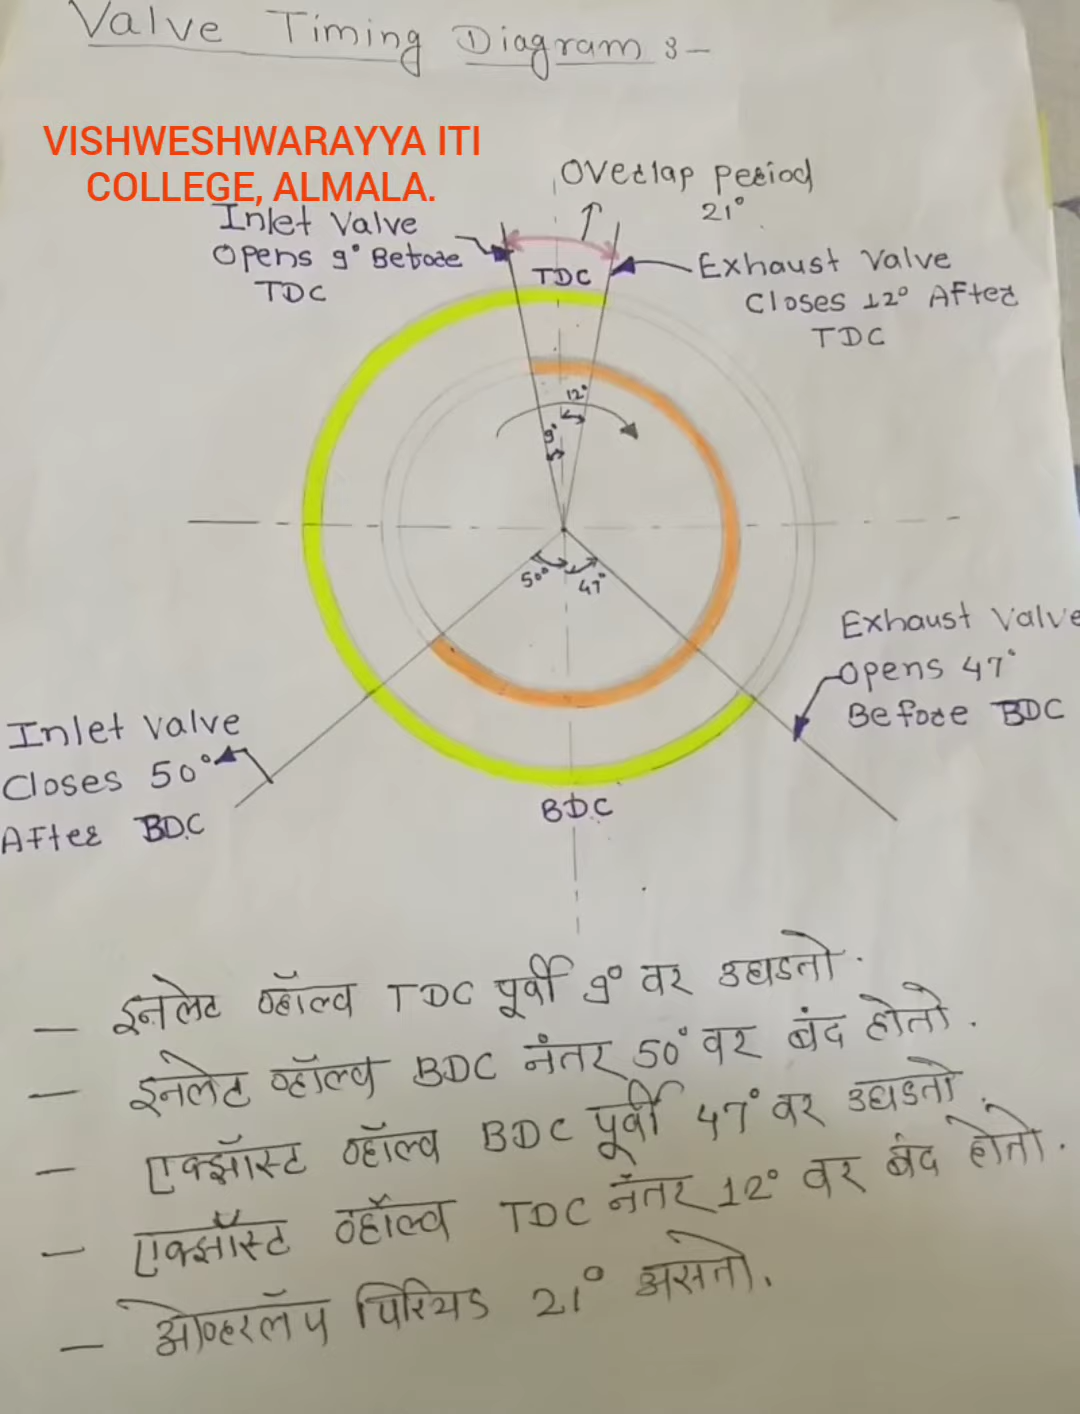 Valve Timing Diagram :-
VISHWESHWARAYYA ITI
COLLEGE, ALMALA.
Overlap Period
21°
Inlet Valve
Opens 9° Before
TDC
TDC
Exhaust Valve
Closes 12° After
TDC
12°
9°
50°
47°
Exhaust Valve
Opens 47°
Before BDC
Inlet Valve
Closes 50°
After BDC
BDC
— इनलेट व्हॉल्व TDC पूर्वी 9° वर उघडतो.
— इनलेट व्हॉल्व BDC नंतर 50° वर बंद होतो.
— एक्झॉस्ट व्हॉल्व BDC पूर्वी 47° वर उघडतो.
— एक्झॉस्ट व्हॉल्व TDC नंतर 12° वर बंद होतो.
— ओव्हरलॅप पिरियड 21° असतो.